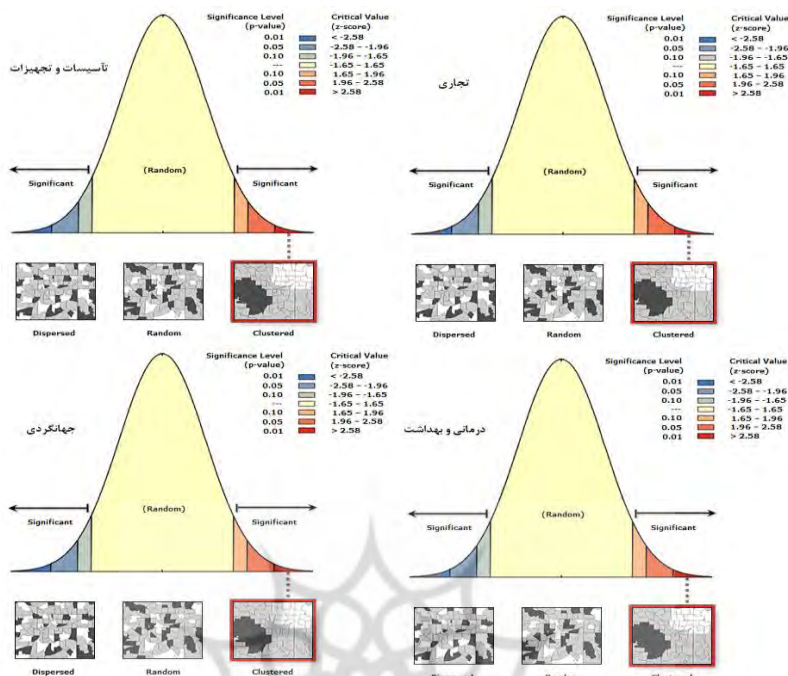 Significance Level Critical Value
(p-value) (z-score)
0.01 < -2.58
0.05 -2.58 – -1.96
0.10 -1.96 – -1.65
--- -1.65 – 1.65
0.10 1.65 – 1.96
0.05 1.96 – 2.58
0.01 > 2.58
تآسیسات و تجهیزات
(Random)
Significant Significant
Dispersed Random Clustered
Significance Level Critical Value
(p-value) (z-score)
0.01 < -2.58
0.05 -2.58 – -1.96
0.10 -1.96 – -1.65
--- -1.65 – 1.65
0.10 1.65 – 1.96
0.05 1.96 – 2.58
0.01 > 2.58
تجاری
(Random)
Significant Significant
Dispersed Random Clustered
Significance Level Critical Value
(p-value) (z-score)
0.01 < -2.58
0.05 -2.58 – -1.96
0.10 -1.96 – -1.65
--- -1.65 – 1.65
0.10 1.65 – 1.96
0.05 1.96 – 2.58
0.01 > 2.58
جهانگردی
(Random)
Significant Significant
Dispersed Random Clustered
Significance Level Critical Value
(p-value) (z-score)
0.01 < -2.58
0.05 -2.58 – -1.96
0.10 -1.96 – -1.65
--- -1.65 – 1.65
0.10 1.65 – 1.96
0.05 1.96 – 2.58
0.01 > 2.58
درمانی و بهداشت
(Random)
Significant Significant
Dispersed Random Clustered